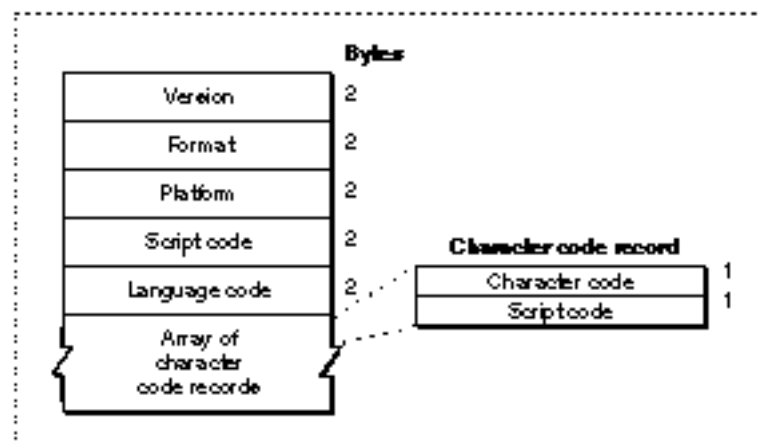 Bytes
Version 2
Format 2
Platform 2
Script code 2
Language code 2
Array of
character
code records
Character code record
Character code 1
Script code 1